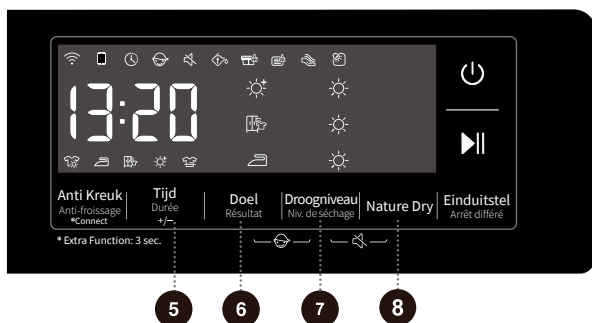 13:20
Anti Kreuk
Anti-froissage
*Connect
Tijd
Durée
+/−
Doel
Résultat
Droogniveau
Niv. de séchage
Nature Dry
Einduitstel
Arrêt différé
* Extra Function: 3 sec.
5 6 7 8